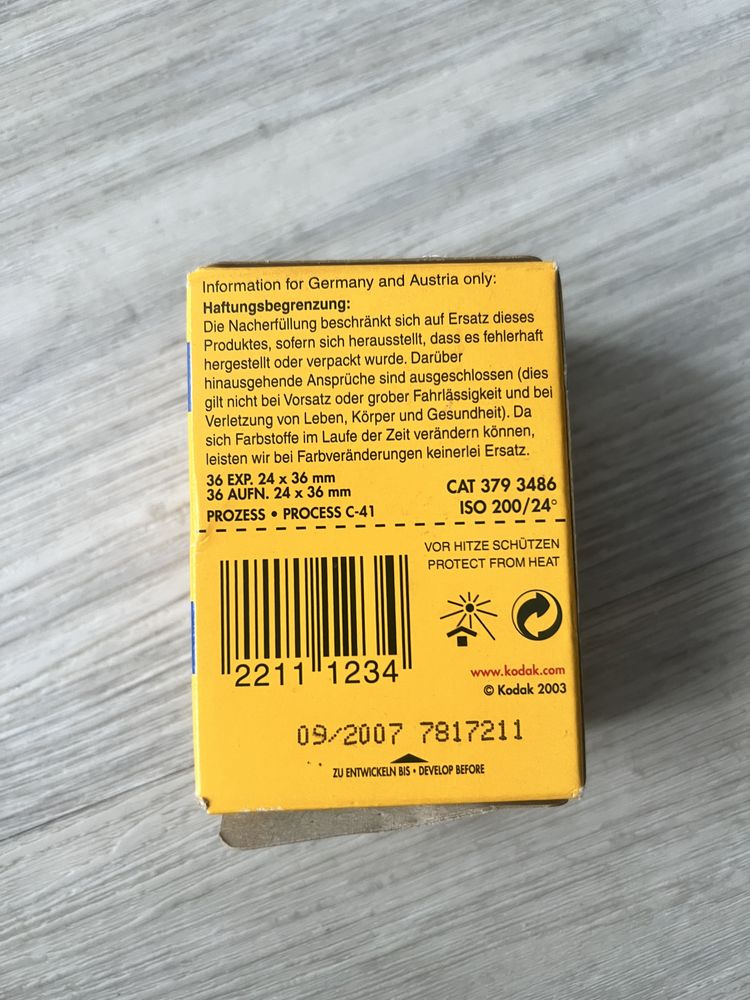 Information for Germany and Austria only:
Haftungsbegrenzung:
Die Nacherfüllung beschränkt sich auf Ersatz dieses
Produktes, sofern sich herausstellt, dass es fehlerhaft
hergestellt oder verpackt wurde. Darüber
hinausgehende Ansprüche sind ausgeschlossen (dies
gilt nicht bei Vorsatz oder grober Fahrlässigkeit und bei
Verletzung von Leben, Körper und Gesundheit). Da
sich Farbstoffe im Laufe der Zeit verändern können,
leisten wir bei Farbveränderungen keinerlei Ersatz.
36 EXP. 24 x 36 mm
36 AUFN. 24 x 36 mm
PROZESS • PROCESS C-41
CAT 379 3486
ISO 200/24°
VOR HITZE SCHÜTZEN
PROTECT FROM HEAT
2211 1234
www.kodak.com
© Kodak 2003
09/2007 7817211
ZU ENTWICKELN BIS • DEVELOP BEFORE